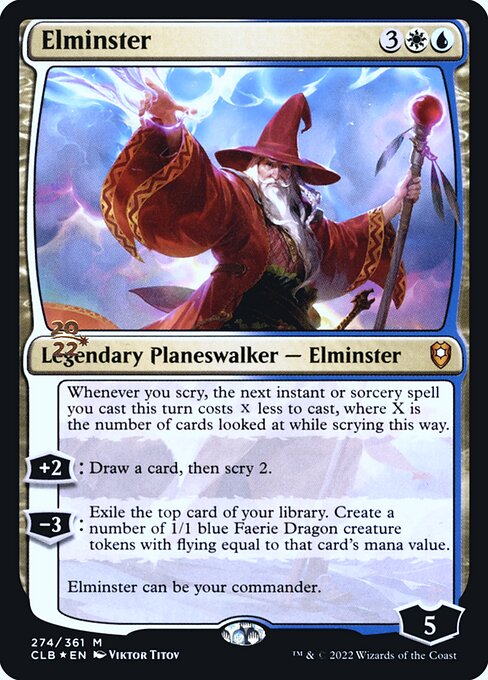 Elminster 3
20
22
Legendary Planeswalker — Elminster
Whenever you scry, the next instant or sorcery spell
you cast this turn costs X less to cast, where X is
the number of cards looked at while scrying this way.
+2 : Draw a card, then scry 2.
Exile the top card of your library. Create a
−3 : number of 1/1 blue Faerie Dragon creature
tokens with flying equal to that card's mana value.
Elminster can be your commander.
5
274/361 M
CLB ★ EN Viktor Titov ™ & © 2022 Wizards of the Coast